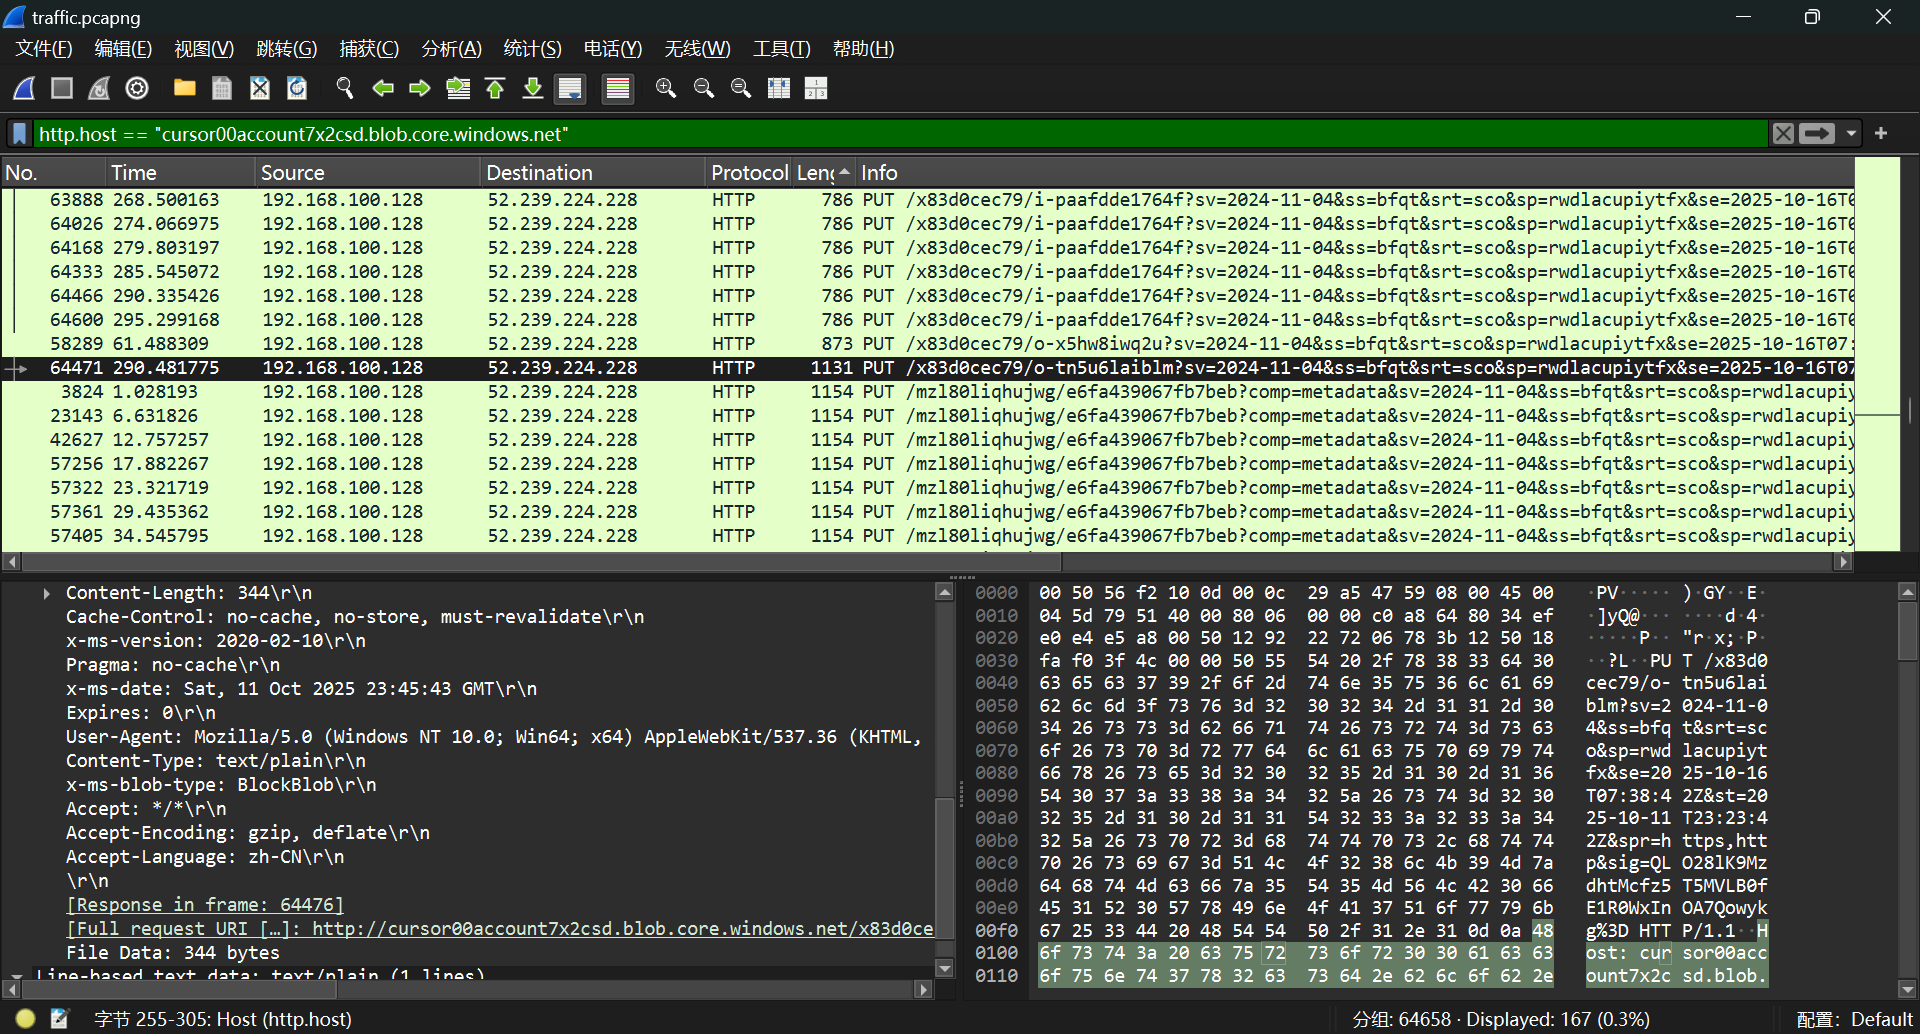 traffic.pcapng
文件(F) 编辑(E) 视图(V) 跳转(G) 捕获(C) 分析(A) 统计(S) 电话(Y) 无线(W) 工具(T) 帮助(H)
http.host == "cursor00account7x2csd.blob.core.windows.net"
No. Time Source Destination Protocol Leng Info
63888 268.500163 192.168.100.128 52.239.224.228 HTTP 786 PUT /x83d0cec79/i-paafdde1764f?sv=2024-11-04&ss=bfqt&srt=sco&sp=rwdlacupiytfx&se=2025-10-16T0
64026 274.066975 192.168.100.128 52.239.224.228 HTTP 786 PUT /x83d0cec79/i-paafdde1764f?sv=2024-11-04&ss=bfqt&srt=sco&sp=rwdlacupiytfx&se=2025-10-16T0
64168 279.803197 192.168.100.128 52.239.224.228 HTTP 786 PUT /x83d0cec79/i-paafdde1764f?sv=2024-11-04&ss=bfqt&srt=sco&sp=rwdlacupiytfx&se=2025-10-16T0
64333 285.545072 192.168.100.128 52.239.224.228 HTTP 786 PUT /x83d0cec79/i-paafdde1764f?sv=2024-11-04&ss=bfqt&srt=sco&sp=rwdlacupiytfx&se=2025-10-16T0
64466 290.335426 192.168.100.128 52.239.224.228 HTTP 786 PUT /x83d0cec79/i-paafdde1764f?sv=2024-11-04&ss=bfqt&srt=sco&sp=rwdlacupiytfx&se=2025-10-16T0
64600 295.299168 192.168.100.128 52.239.224.228 HTTP 786 PUT /x83d0cec79/i-paafdde1764f?sv=2024-11-04&ss=bfqt&srt=sco&sp=rwdlacupiytfx&se=2025-10-16T0
58289 61.488309 192.168.100.128 52.239.224.228 HTTP 873 PUT /x83d0cec79/o-x5hw8iwq2u?sv=2024-11-04&ss=bfqt&srt=sco&sp=rwdlacupiytfx&se=2025-10-16T07:
64471 290.481775 192.168.100.128 52.239.224.228 HTTP 1131 PUT /x83d0cec79/o-tn5u6laiblm?sv=2024-11-04&ss=bfqt&srt=sco&sp=rwdlacupiytfx&se=2025-10-16T07
3824 1.028193 192.168.100.128 52.239.224.228 HTTP 1154 PUT /mzl80liqhujwg/e6fa439067fb7beb?comp=metadata&sv=2024-11-04&ss=bfqt&srt=sco&sp=rwdlacupiy
23143 6.631826 192.168.100.128 52.239.224.228 HTTP 1154 PUT /mzl80liqhujwg/e6fa439067fb7beb?comp=metadata&sv=2024-11-04&ss=bfqt&srt=sco&sp=rwdlacupiy
42627 12.757257 192.168.100.128 52.239.224.228 HTTP 1154 PUT /mzl80liqhujwg/e6fa439067fb7beb?comp=metadata&sv=2024-11-04&ss=bfqt&srt=sco&sp=rwdlacupiy
57256 17.882267 192.168.100.128 52.239.224.228 HTTP 1154 PUT /mzl80liqhujwg/e6fa439067fb7beb?comp=metadata&sv=2024-11-04&ss=bfqt&srt=sco&sp=rwdlacupiy
57322 23.321719 192.168.100.128 52.239.224.228 HTTP 1154 PUT /mzl80liqhujwg/e6fa439067fb7beb?comp=metadata&sv=2024-11-04&ss=bfqt&srt=sco&sp=rwdlacupiy
57361 29.435362 192.168.100.128 52.239.224.228 HTTP 1154 PUT /mzl80liqhujwg/e6fa439067fb7beb?comp=metadata&sv=2024-11-04&ss=bfqt&srt=sco&sp=rwdlacupiy
57405 34.545795 192.168.100.128 52.239.224.228 HTTP 1154 PUT /mzl80liqhujwg/e6fa439067fb7beb?comp=metadata&sv=2024-11-04&ss=bfqt&srt=sco&sp=rwdlacupiy
Content-Length: 344\r\n
Cache-Control: no-cache, no-store, must-revalidate\r\n
x-ms-version: 2020-02-10\r\n
Pragma: no-cache\r\n
x-ms-date: Sat, 11 Oct 2025 23:45:43 GMT\r\n
Expires: 0\r\n
User-Agent: Mozilla/5.0 (Windows NT 10.0; Win64; x64) AppleWebKit/537.36 (KHTML,
Content-Type: text/plain\r\n
x-ms-blob-type: BlockBlob\r\n
Accept: */*\r\n
Accept-Encoding: gzip, deflate\r\n
Accept-Language: zh-CN\r\n
\r\n
[Response in frame: 64476]
[Full request URI […]: http://cursor00account7x2csd.blob.core.windows.net/x83d0ce
File Data: 344 bytes
Line-based text data: text/plain (1 lines)
0000 00 50 56 f2 10 0d 00 0c 29 a5 47 59 08 00 45 00 ·PV····· )·GY··E·
0010 04 5d 79 51 40 00 80 06 00 00 c0 a8 64 80 34 ef ·]yQ@··· ····d·4·
0020 e0 e4 e5 a8 00 50 12 92 22 72 06 78 3b 12 50 18 ·····P·· "r·x;·P·
0030 fa f0 3f 4c 00 00 50 55 54 20 2f 78 38 33 64 30 ··?L··PU T /x83d0
0040 63 65 63 37 39 2f 6f 2d 74 6e 35 75 36 6c 61 69 cec79/o- tn5u6lai
0050 62 6c 6d 3f 73 76 3d 32 30 32 34 2d 31 31 2d 30 blm?sv=2 024-11-0
0060 34 26 73 73 3d 62 66 71 74 26 73 72 74 3d 73 63 4&ss=bfq t&srt=sc
0070 6f 26 73 70 3d 72 77 64 6c 61 63 75 70 69 79 74 o&sp=rwd lacupiyt
0080 66 78 26 73 65 3d 32 30 32 35 2d 31 30 2d 31 36 fx&se=20 25-10-16
0090 54 30 37 3a 33 38 3a 34 32 5a 26 73 74 3d 32 30 T07:38:4 2Z&st=20
00a0 32 35 2d 31 30 2d 31 31 54 32 33 3a 32 33 3a 34 25-10-11 T23:23:4
00b0 32 5a 26 73 70 72 3d 68 74 74 70 73 2c 68 74 74 2Z&spr=h ttps,htt
00c0 70 26 73 69 67 3d 51 4c 4f 32 38 6c 4b 39 4d 7a p&sig=QL O28lK9Mz
00d0 64 68 74 4d 63 66 7a 35 54 35 4d 56 4c 42 30 66 dhtMcfz5 T5MVLB0f
00e0 45 31 52 30 57 78 49 6e 4f 41 37 51 6f 77 79 6b E1R0WxIn OA7Qowyk
00f0 67 25 33 44 20 48 54 54 50 2f 31 2e 31 0d 0a 48 g%3D HTT P/1.1··H
0100 6f 73 74 3a 20 63 75 72 73 6f 72 30 30 61 63 63 ost: cur sor00acc
0110 6f 75 6e 74 37 78 32 63 73 64 2e 62 6c 6f 62 2e ount7x2c sd.blob.
字节 255-305: Host (http.host) 分组: 64658 · Displayed: 167 (0.3%) 配置: Default